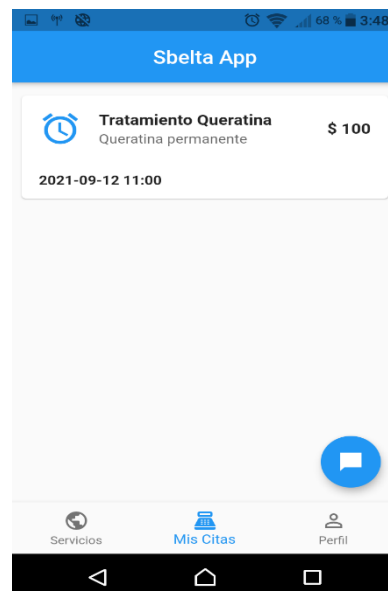 68 % 3:48
Sbelta App
Tratamiento Queratina
Queratina permanente
$ 100
2021-09-12 11:00
Servicios
Mis Citas
Perfil